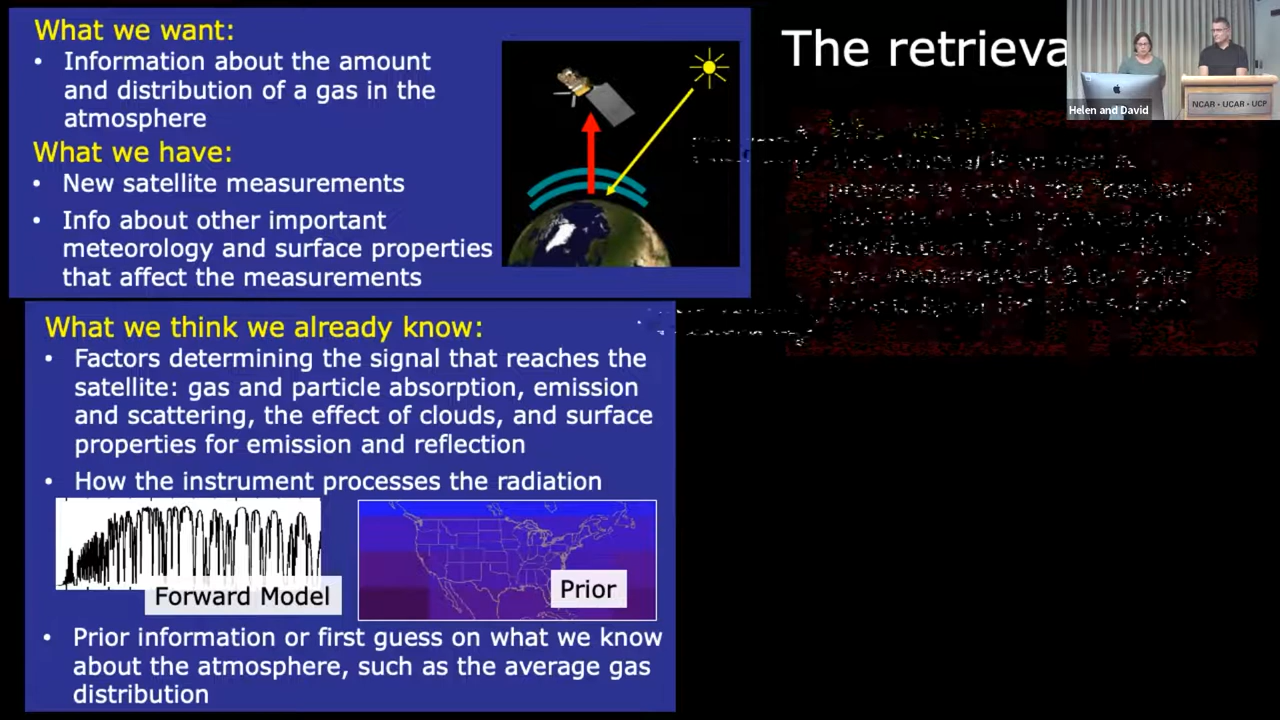 What we want:
• Information about the amount
and distribution of a gas in the
atmosphere
What we have:
• New satellite measurements
• Info about other important
meteorology and surface properties
that affect the measurements
The retrieva
Helen and David
NCAR • UCAR • UCP
What we think we already know:
• Factors determining the signal that reaches the
satellite: gas and particle absorption, emission
and scattering, the effect of clouds, and surface
properties for emission and reflection
• How the instrument processes the radiation
Forward Model
Prior
• Prior information or first guess on what we know
about the atmosphere, such as the average gas
distribution